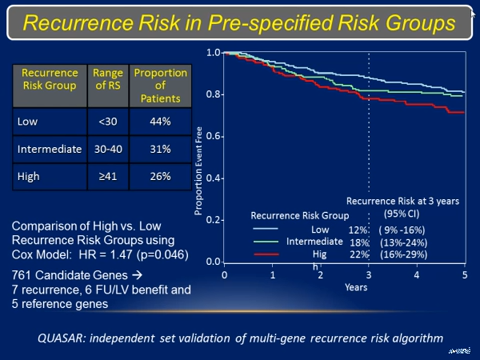 Recurrence Risk in Pre-specified Risk Groups
Recurrence Risk Group
Range of RS
Proportion of Patients
Low <30 44%
Intermediate 30-40 31%
High ≥41 26%
Comparison of High vs. Low
Recurrence Risk Groups using
Cox Model: HR = 1.47 (p=0.046)
761 Candidate Genes →
7 recurrence, 6 FU/LV benefit and
5 reference genes
Proportion Event Free
1.0
0.8
0.6
0.4
0.2
0.0
Recurrence Risk at 3 years
(95% CI)
Recurrence Risk Group
Low 12% ( 9% -16%)
Intermediate 18% (13%-24%)
Hig
h 22% (16%-29%)
0 1 2 3 4 5
Years
QUASAR: independent set validation of multi-gene recurrence risk algorithm